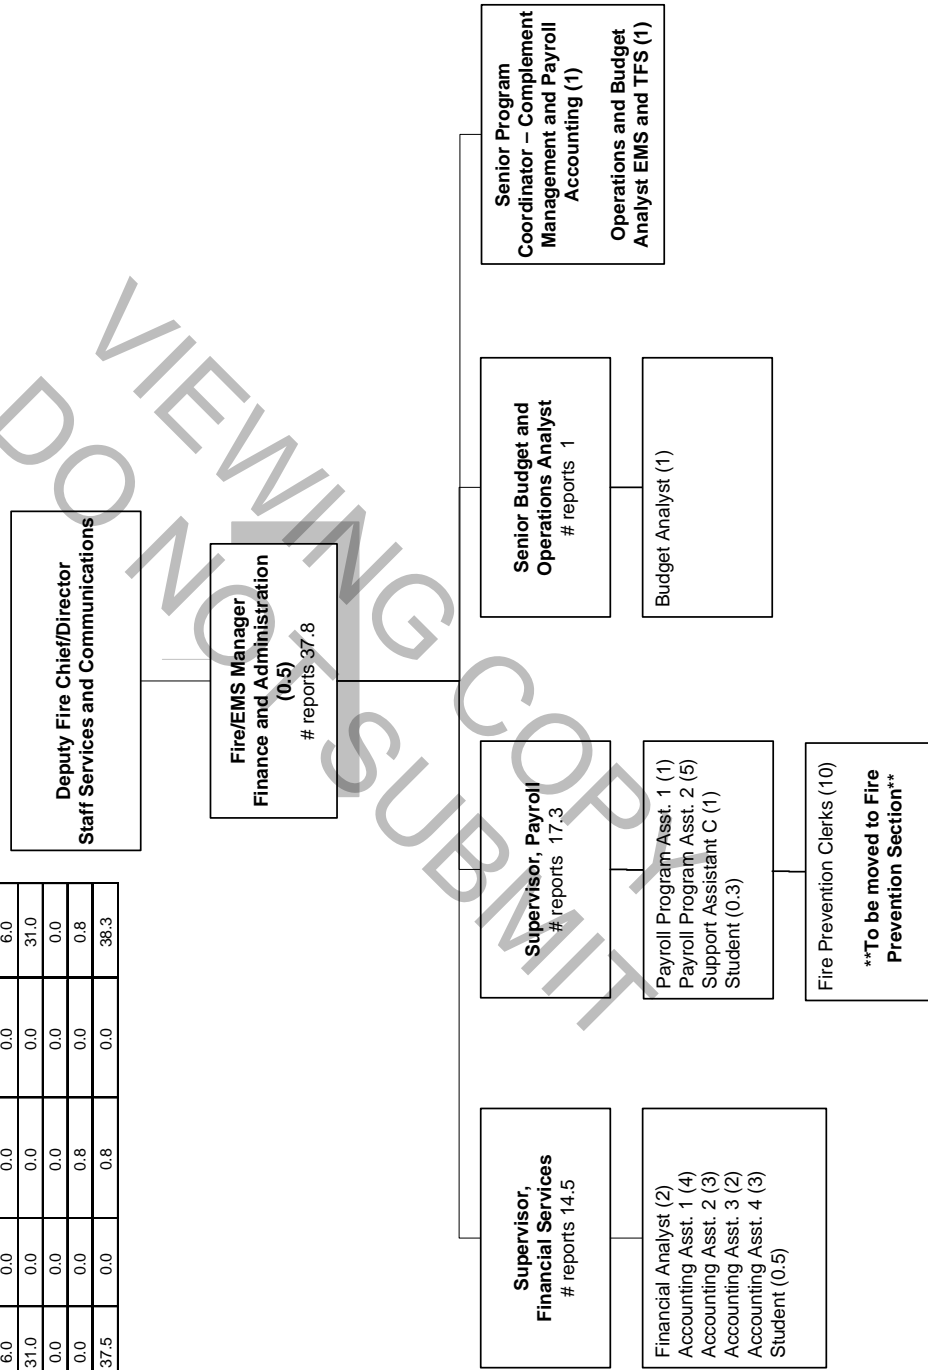 6.0 0.0 0.0 0.0 6.0
31.0 0.0 0.0 0.0 31.0
0.0 0.0 0.0 0.0 0.0
0.0 0.0 0.8 0.0 0.8
37.5 0.0 0.8 0.0 38.3
Deputy Fire Chief/Director
Staff Services and Communications
Fire/EMS Manager
Finance and Administration
(0.5)
# reports 37.8
Supervisor,
Financial Services
# reports 14.5
Financial Analyst (2)
Accounting Asst. 1 (4)
Accounting Asst. 2 (3)
Accounting Asst. 3 (2)
Accounting Asst. 4 (3)
Student (0.5)
Supervisor, Payroll
# reports 17.3
Payroll Program Asst. 1 (1)
Payroll Program Asst. 2 (5)
Support Assistant C (1)
Student (0.3)
Fire Prevention Clerks (10)
**To be moved to Fire
Prevention Section**
Senior Budget and
Operations Analyst
# reports 1
Budget Analyst (1)
Senior Program
Coordinator – Complement
Management and Payroll
Accounting (1)
Operations and Budget
Analyst EMS and TFS (1)
VIEWING COPY
DO NOT SUBMIT